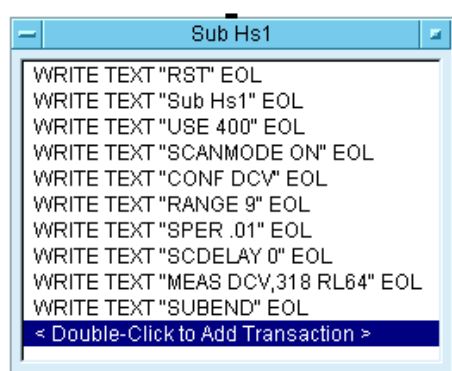 Sub Hs1
WRITE TEXT "RST" EOL
WRITE TEXT "Sub Hs1" EOL
WRITE TEXT "USE 400" EOL
WRITE TEXT "SCANMODE ON" EOL
WRITE TEXT "CONF DCV" EOL
WRITE TEXT "RANGE 9" EOL
WRITE TEXT "SPER .01" EOL
WRITE TEXT "SCDELAY 0" EOL
WRITE TEXT "MEAS DCV,318 RL64" EOL
WRITE TEXT "SUBEND" EOL
< Double-Click to Add Transaction >